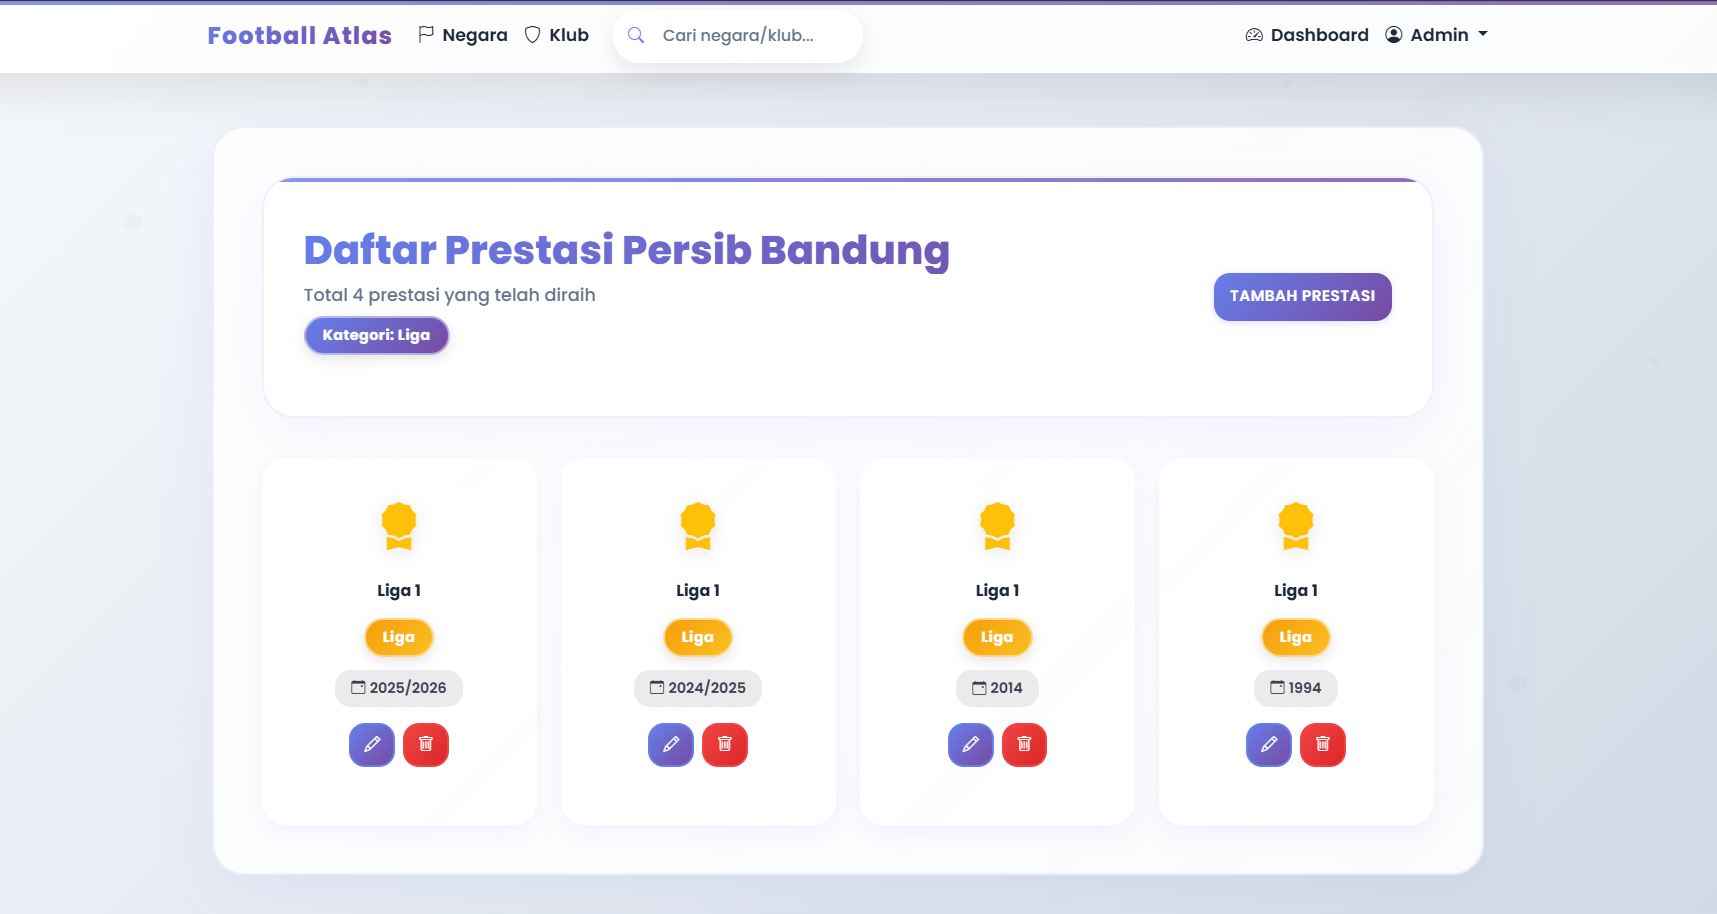 Football Atlas Negara Klub Cari negara/klub... Dashboard Admin
Daftar Prestasi Persib Bandung
Total 4 prestasi yang telah diraih
Kategori: Liga
TAMBAH PRESTASI
Liga 1
Liga
2025/2026
Liga 1
Liga
2024/2025
Liga 1
Liga
2014
Liga 1
Liga
1994